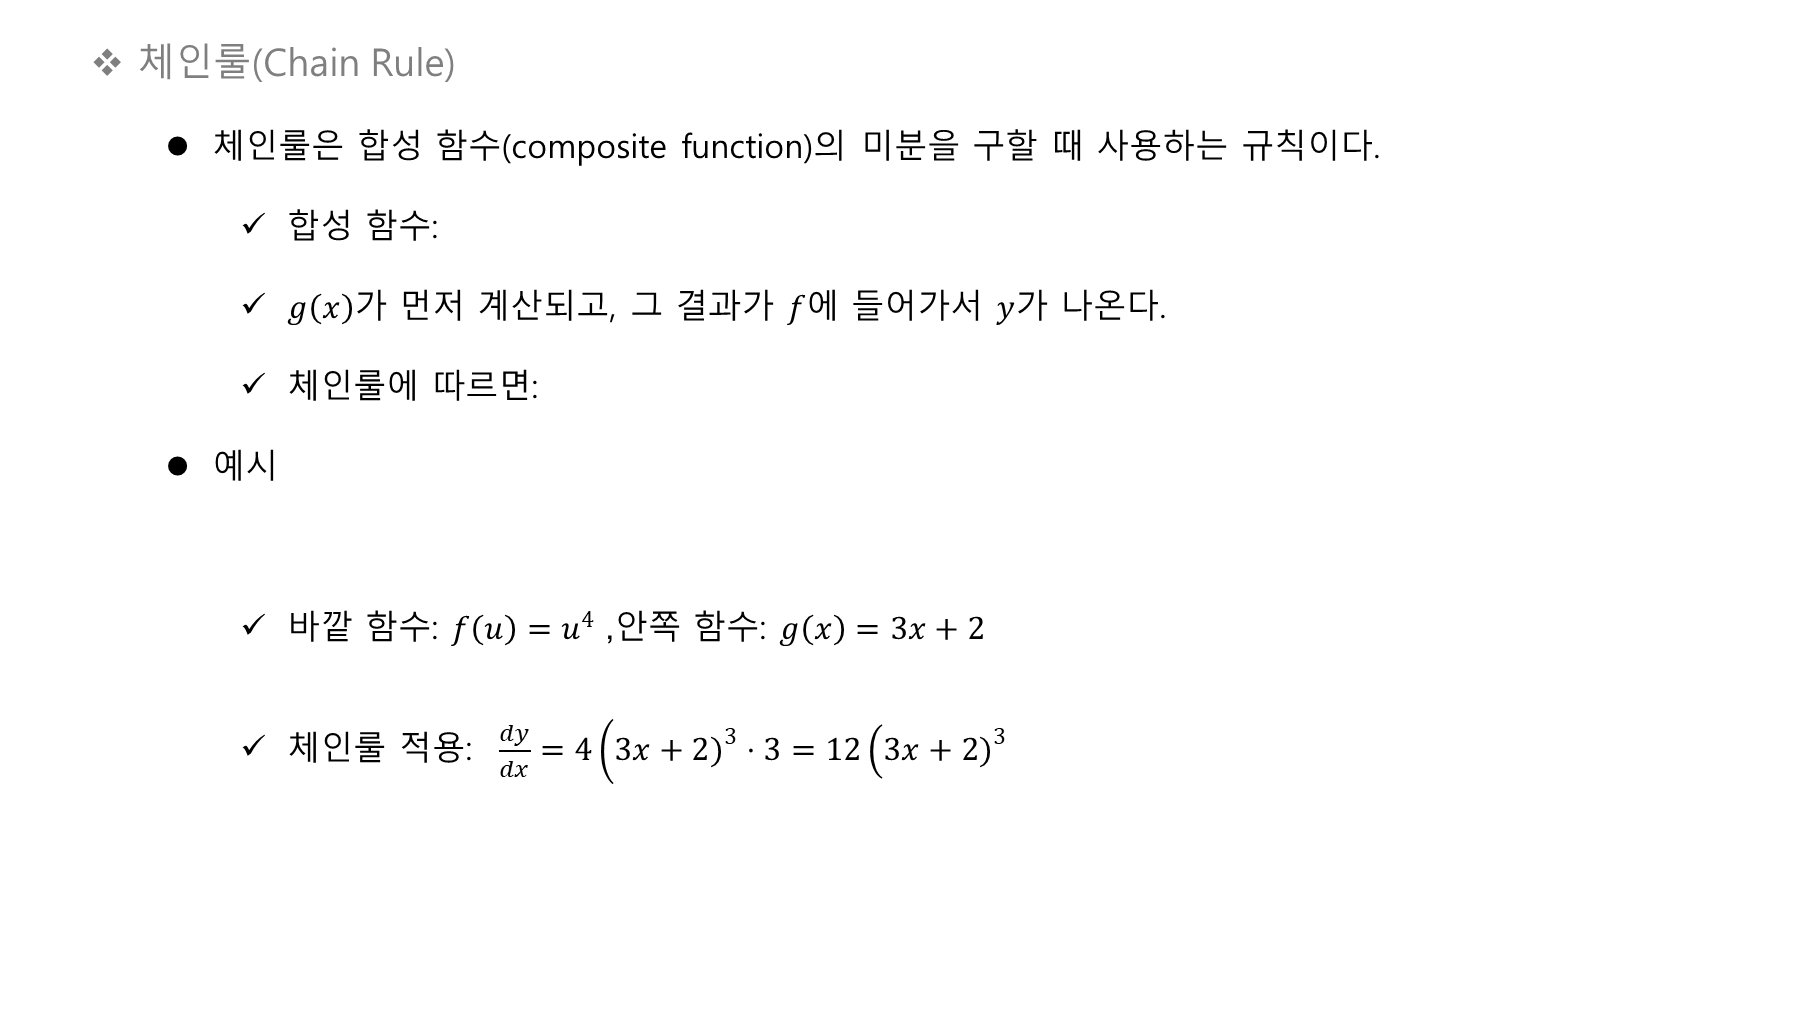 ❖ 체인룰(Chain Rule)
● 체인룰은 합성 함수(composite function)의 미분을 구할 때 사용하는 규칙이다.
✓ 합성 함수:
✓ g(x)가 먼저 계산되고, 그 결과가 f에 들어가서 y가 나온다.
✓ 체인룰에 따르면:
● 예시
✓ 바깥 함수: f(u) = u⁴ ,안쪽 함수: g(x) = 3x + 2
✓ 체인룰 적용: dy/dx = 4(3x + 2)³ · 3 = 12(3x + 2)³